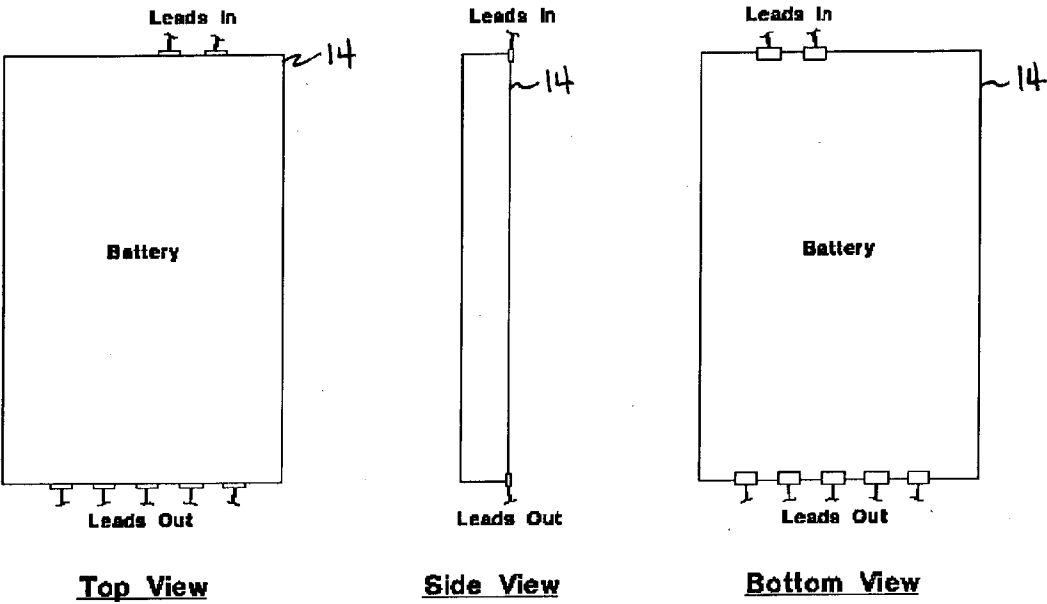 Leads In
14
Battery
Leads Out
Top View
Leads In
14
Leads Out
Side View
Leads In
14
Battery
Leads Out
Bottom View